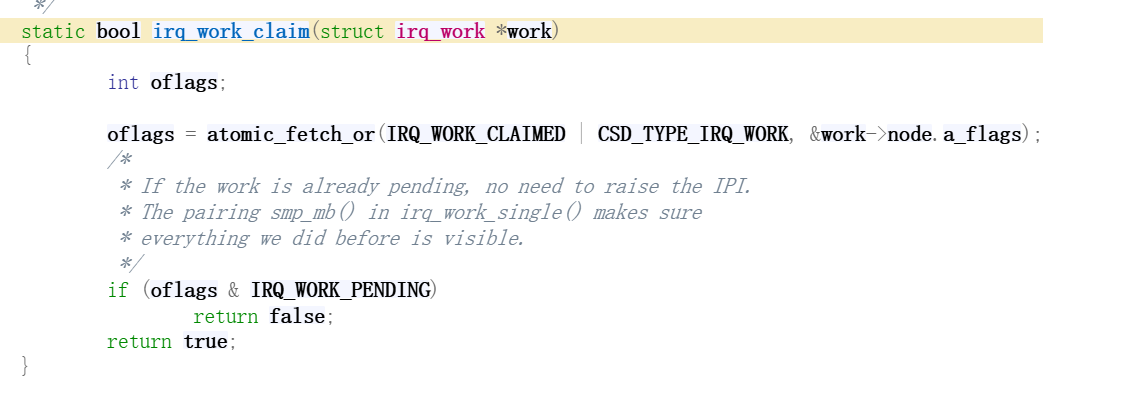 */
static bool irq_work_claim(struct irq_work *work)
{
        int oflags;

        oflags = atomic_fetch_or(IRQ_WORK_CLAIMED | CSD_TYPE_IRQ_WORK, &work->node.a_flags);
        /*
         * If the work is already pending, no need to raise the IPI.
         * The pairing smp_mb() in irq_work_single() makes sure
         * everything we did before is visible.
         */
        if (oflags & IRQ_WORK_PENDING)
                return false;
        return true;
}